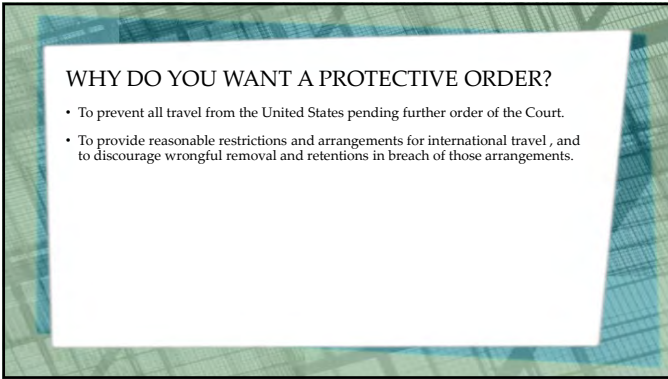 WHY DO YOU WANT A PROTECTIVE ORDER?
• To prevent all travel from the United States pending further order of the Court.
• To provide reasonable restrictions and arrangements for international travel , and
to discourage wrongful removal and retentions in breach of those arrangements.